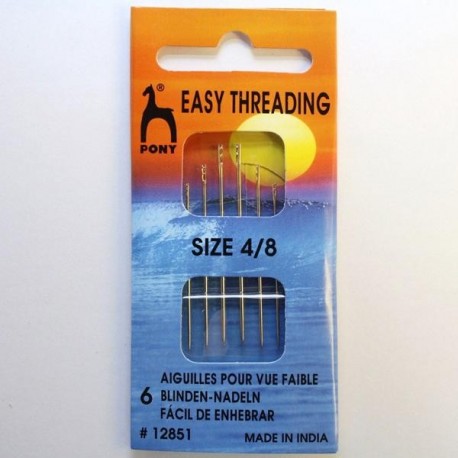 ®
PONY
EASY THREADING
SIZE 4/8
AIGUILLES POUR VUE FAIBLE
6 BLINDEN-NADELN
FÁCIL DE ENHEBRAR
# 12851
MADE IN INDIA